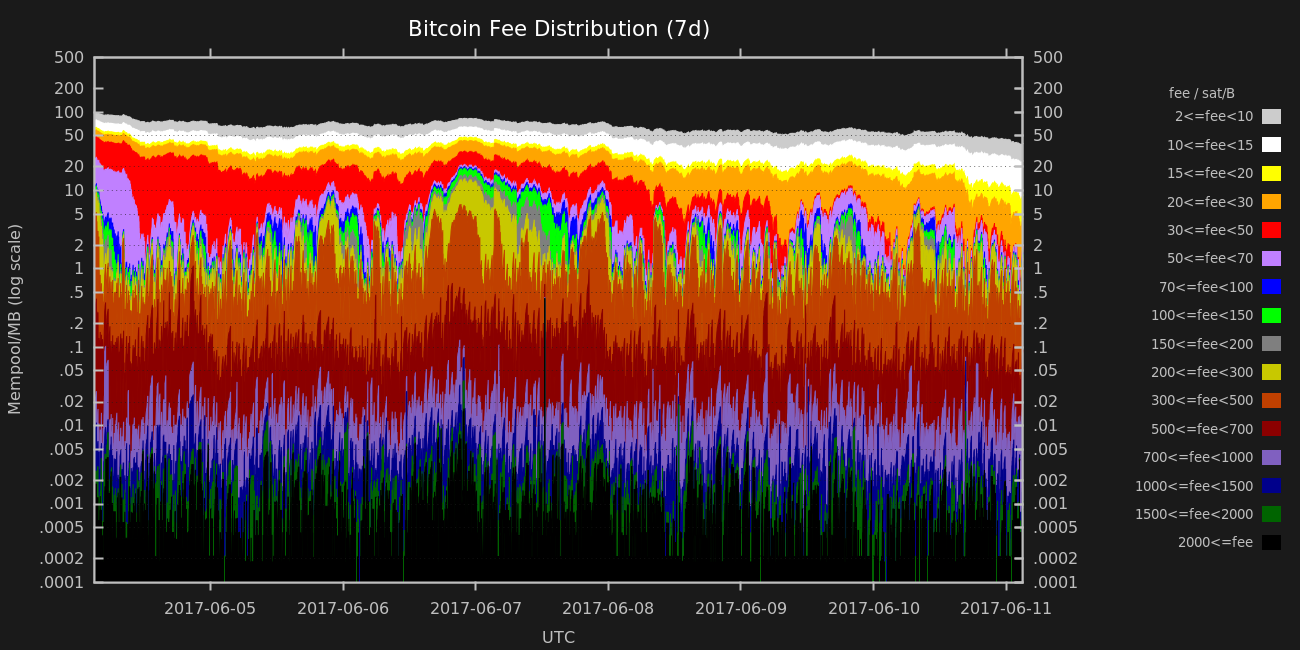 Bitcoin Fee Distribution (7d)
500
200
100
50
20
10
5
2
1
.5
.2
.1
.05
.02
.01
.005
.002
.001
.0005
.0002
.0001
Mempool/MB (log scale)
500
200
100
50
20
10
5
2
1
.5
.2
.1
.05
.02
.01
.005
.002
.001
.0005
.0002
.0001
2017-06-05 2017-06-06 2017-06-07 2017-06-08 2017-06-09 2017-06-10 2017-06-11
UTC
fee / sat/B
2<=fee<10
10<=fee<15
15<=fee<20
20<=fee<30
30<=fee<50
50<=fee<70
70<=fee<100
100<=fee<150
150<=fee<200
200<=fee<300
300<=fee<500
500<=fee<700
700<=fee<1000
1000<=fee<1500
1500<=fee<2000
2000<=fee